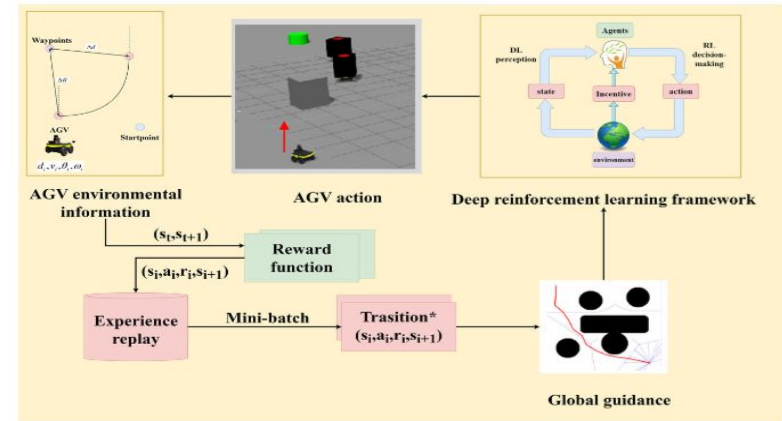 Waypoints
Δd
Δθ
AGV
Startpoint
AGV environmental
information
AGV action
Agents
DL
perception
RL
decision-
making
state
Incentive
action
environment
Deep reinforcement learning framework
(sₜ,sₜ₊₁)
Reward
function
(sᵢ,aᵢ,rᵢ,sᵢ₊₁)
Experience
replay
Mini-batch
Trasition*
(sᵢ,aᵢ,rᵢ,sᵢ₊₁)
Global guidance